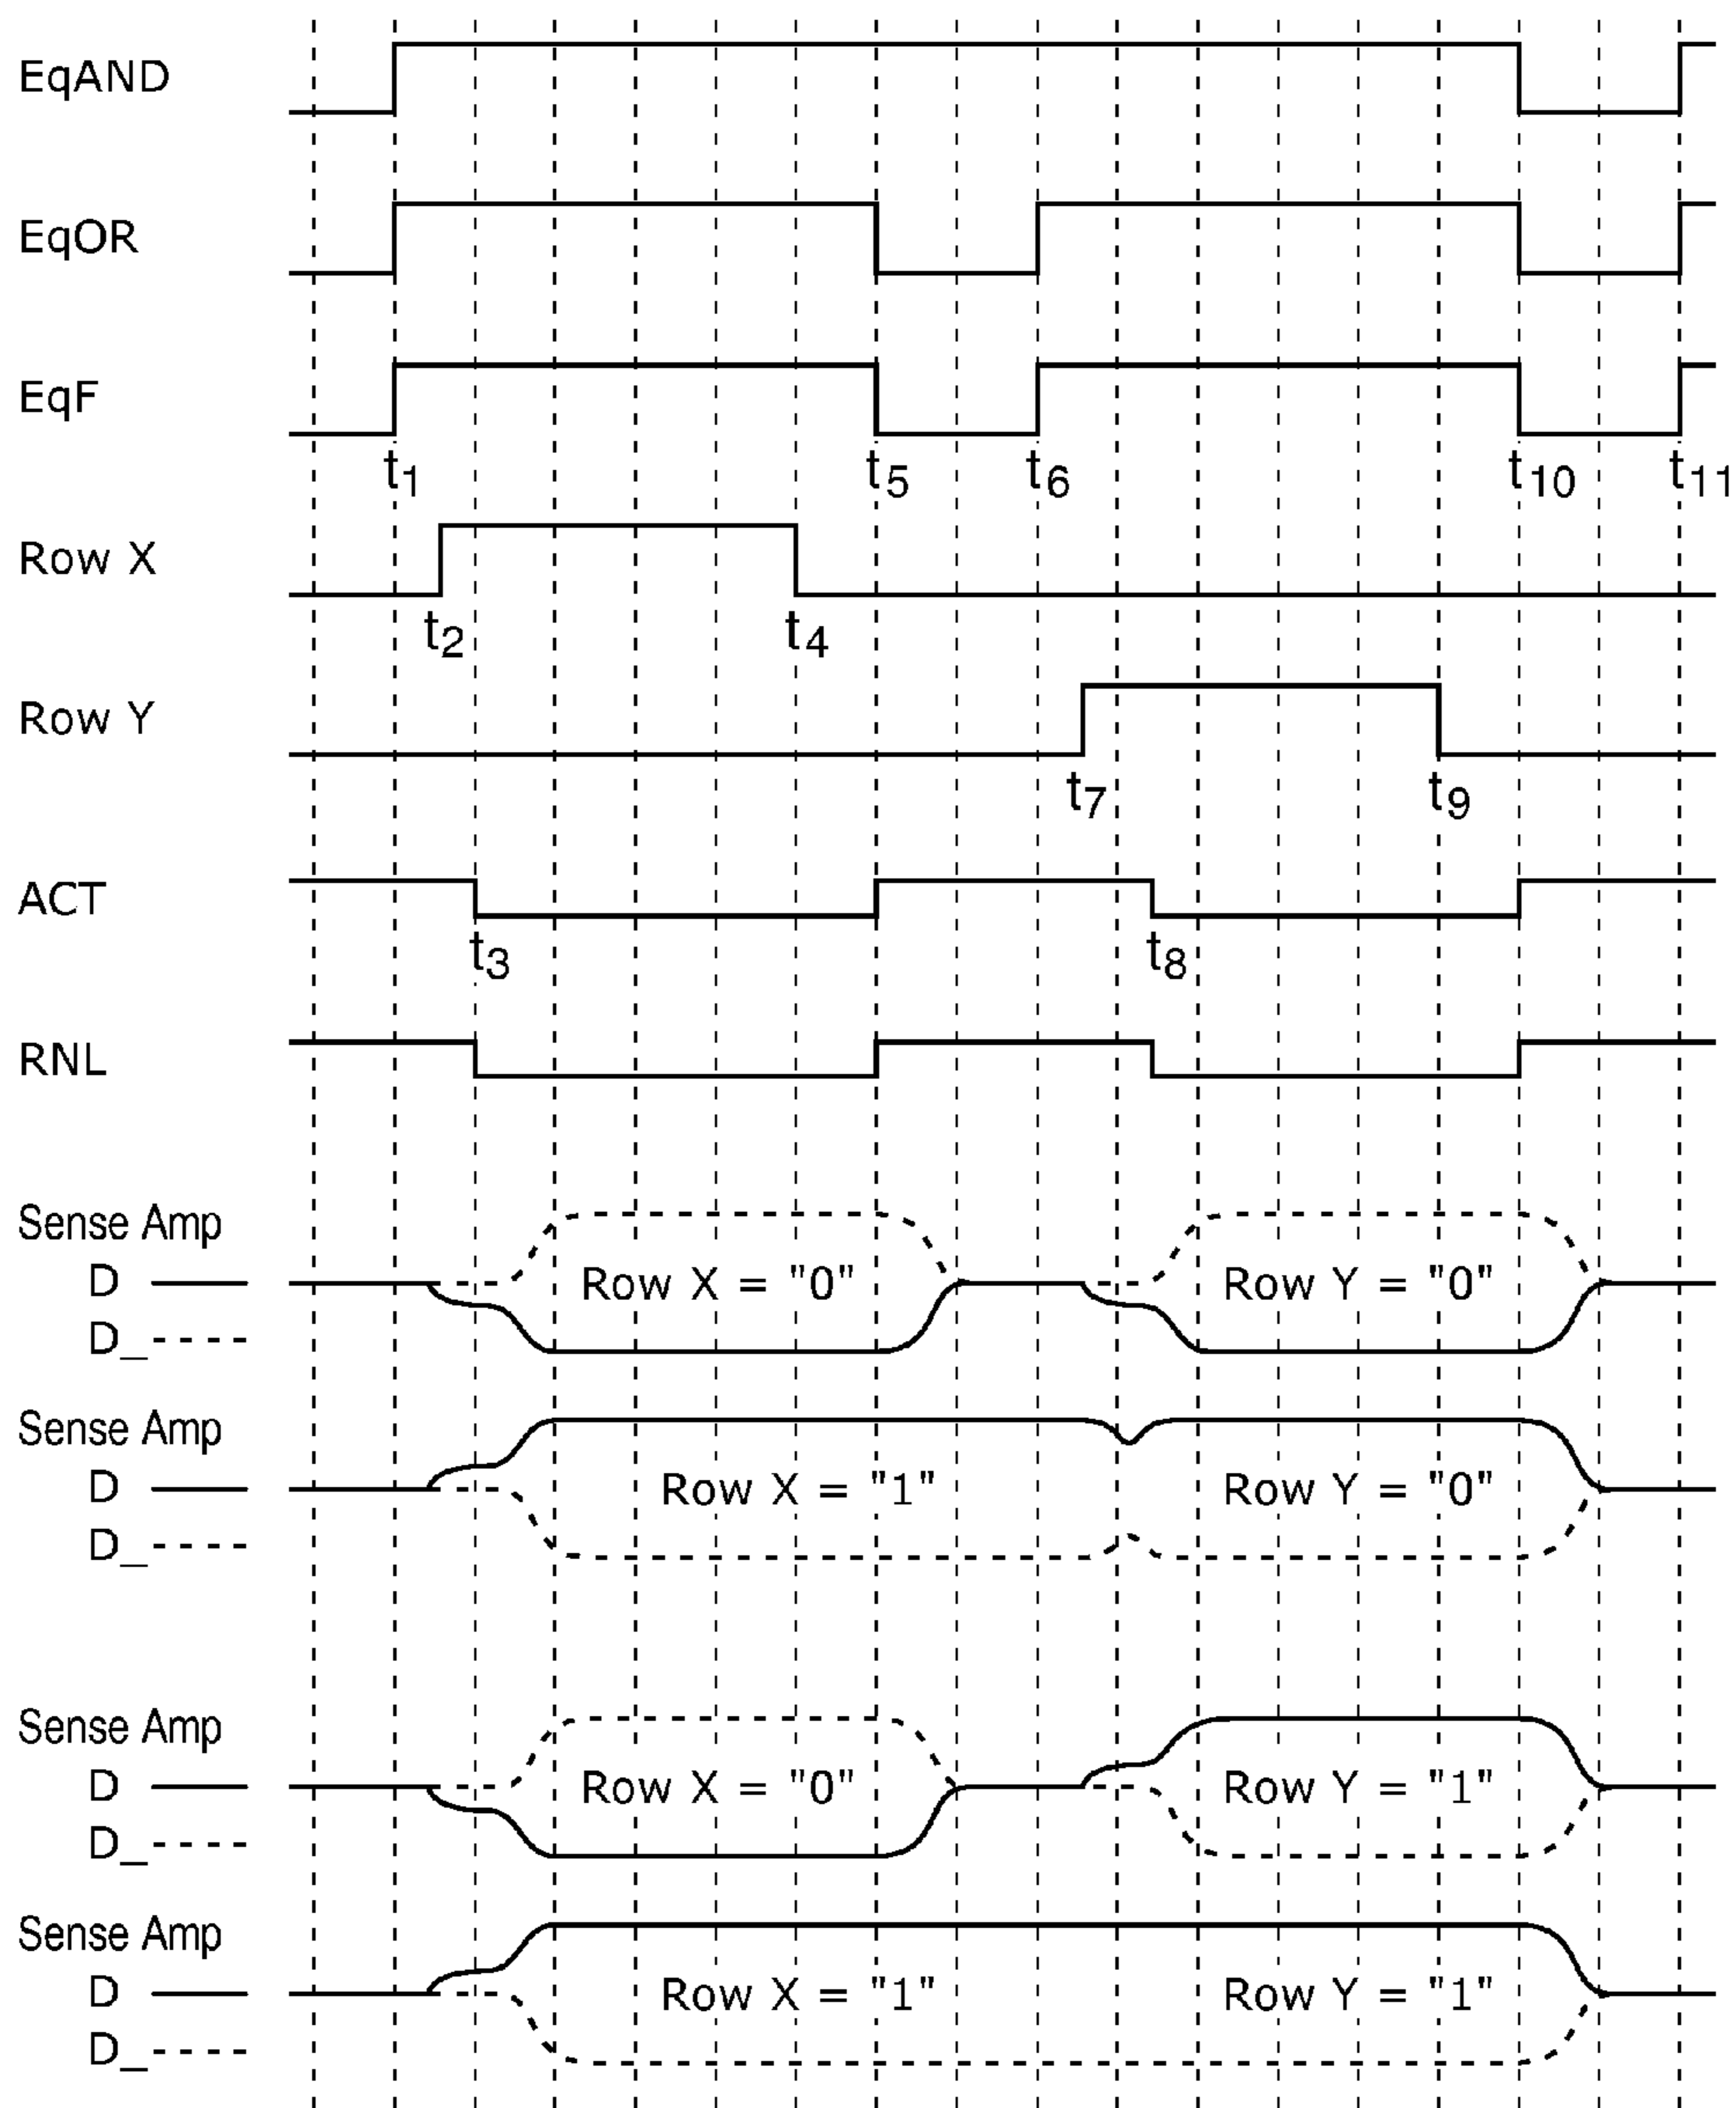 EqAND
EqOR
EqF
t1 t5 t6 t10 t11
Row X
t2 t4
Row Y
t7 t9
ACT
t3 t8
RNL
Sense Amp
D Row X = "0" Row Y = "0"
D_
Sense Amp
D Row X = "1" Row Y = "0"
D_
Sense Amp
D Row X = "0" Row Y = "1"
D_
Sense Amp
D Row X = "1" Row Y = "1"
D_